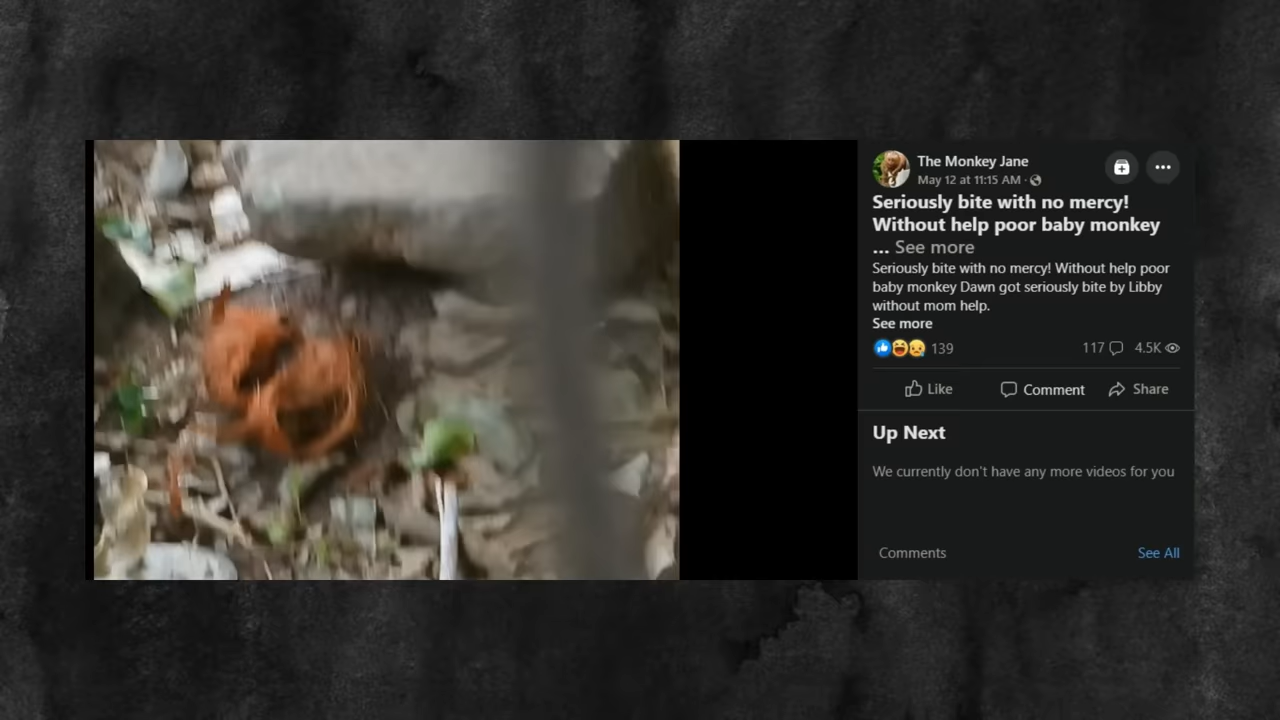 The Monkey Jane
May 12 at 11:15 AM ·
Seriously bite with no mercy!
Without help poor baby monkey
... See more
Seriously bite with no mercy! Without help poor
baby monkey Dawn got seriously bite by Libby
without mom help.
See more
139
117
4.5K
Like
Comment
Share
Up Next
We currently don't have any more videos for you
Comments
See All